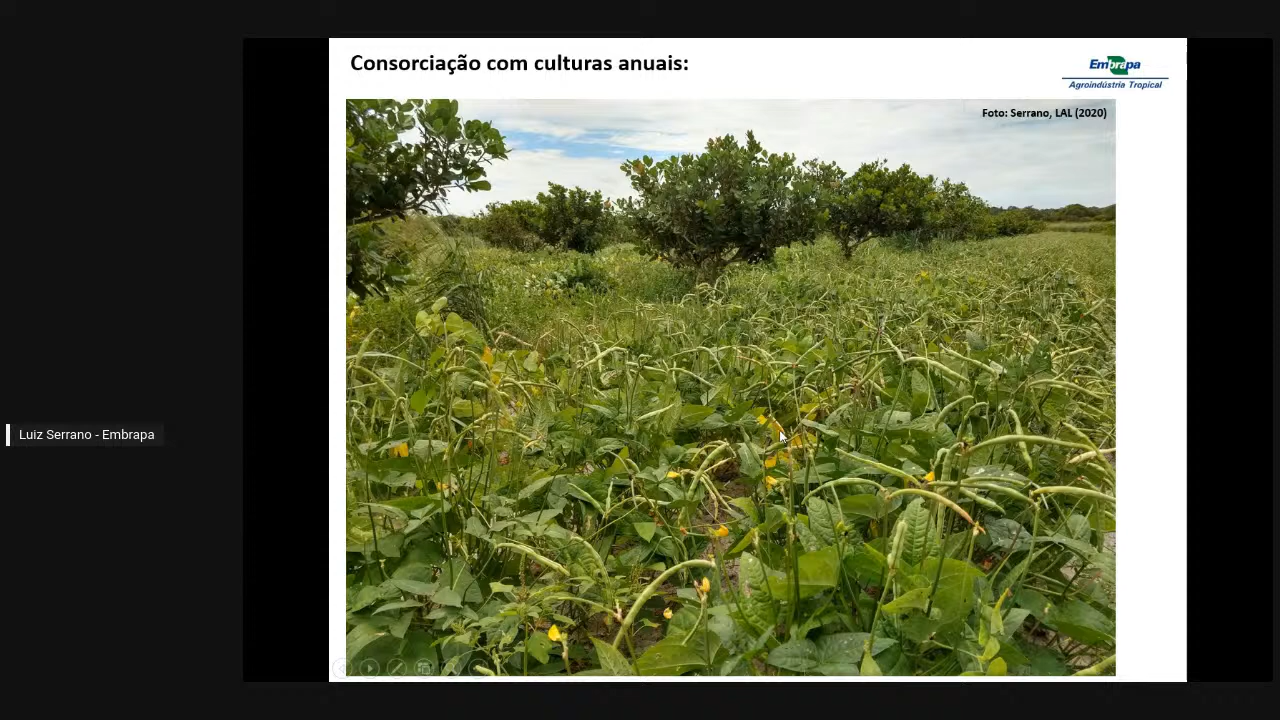 Consorciação com culturas anuais:
Embrapa
Agroindústria Tropical
Foto: Serrano, LAL (2020)
Luiz Serrano - Embrapa